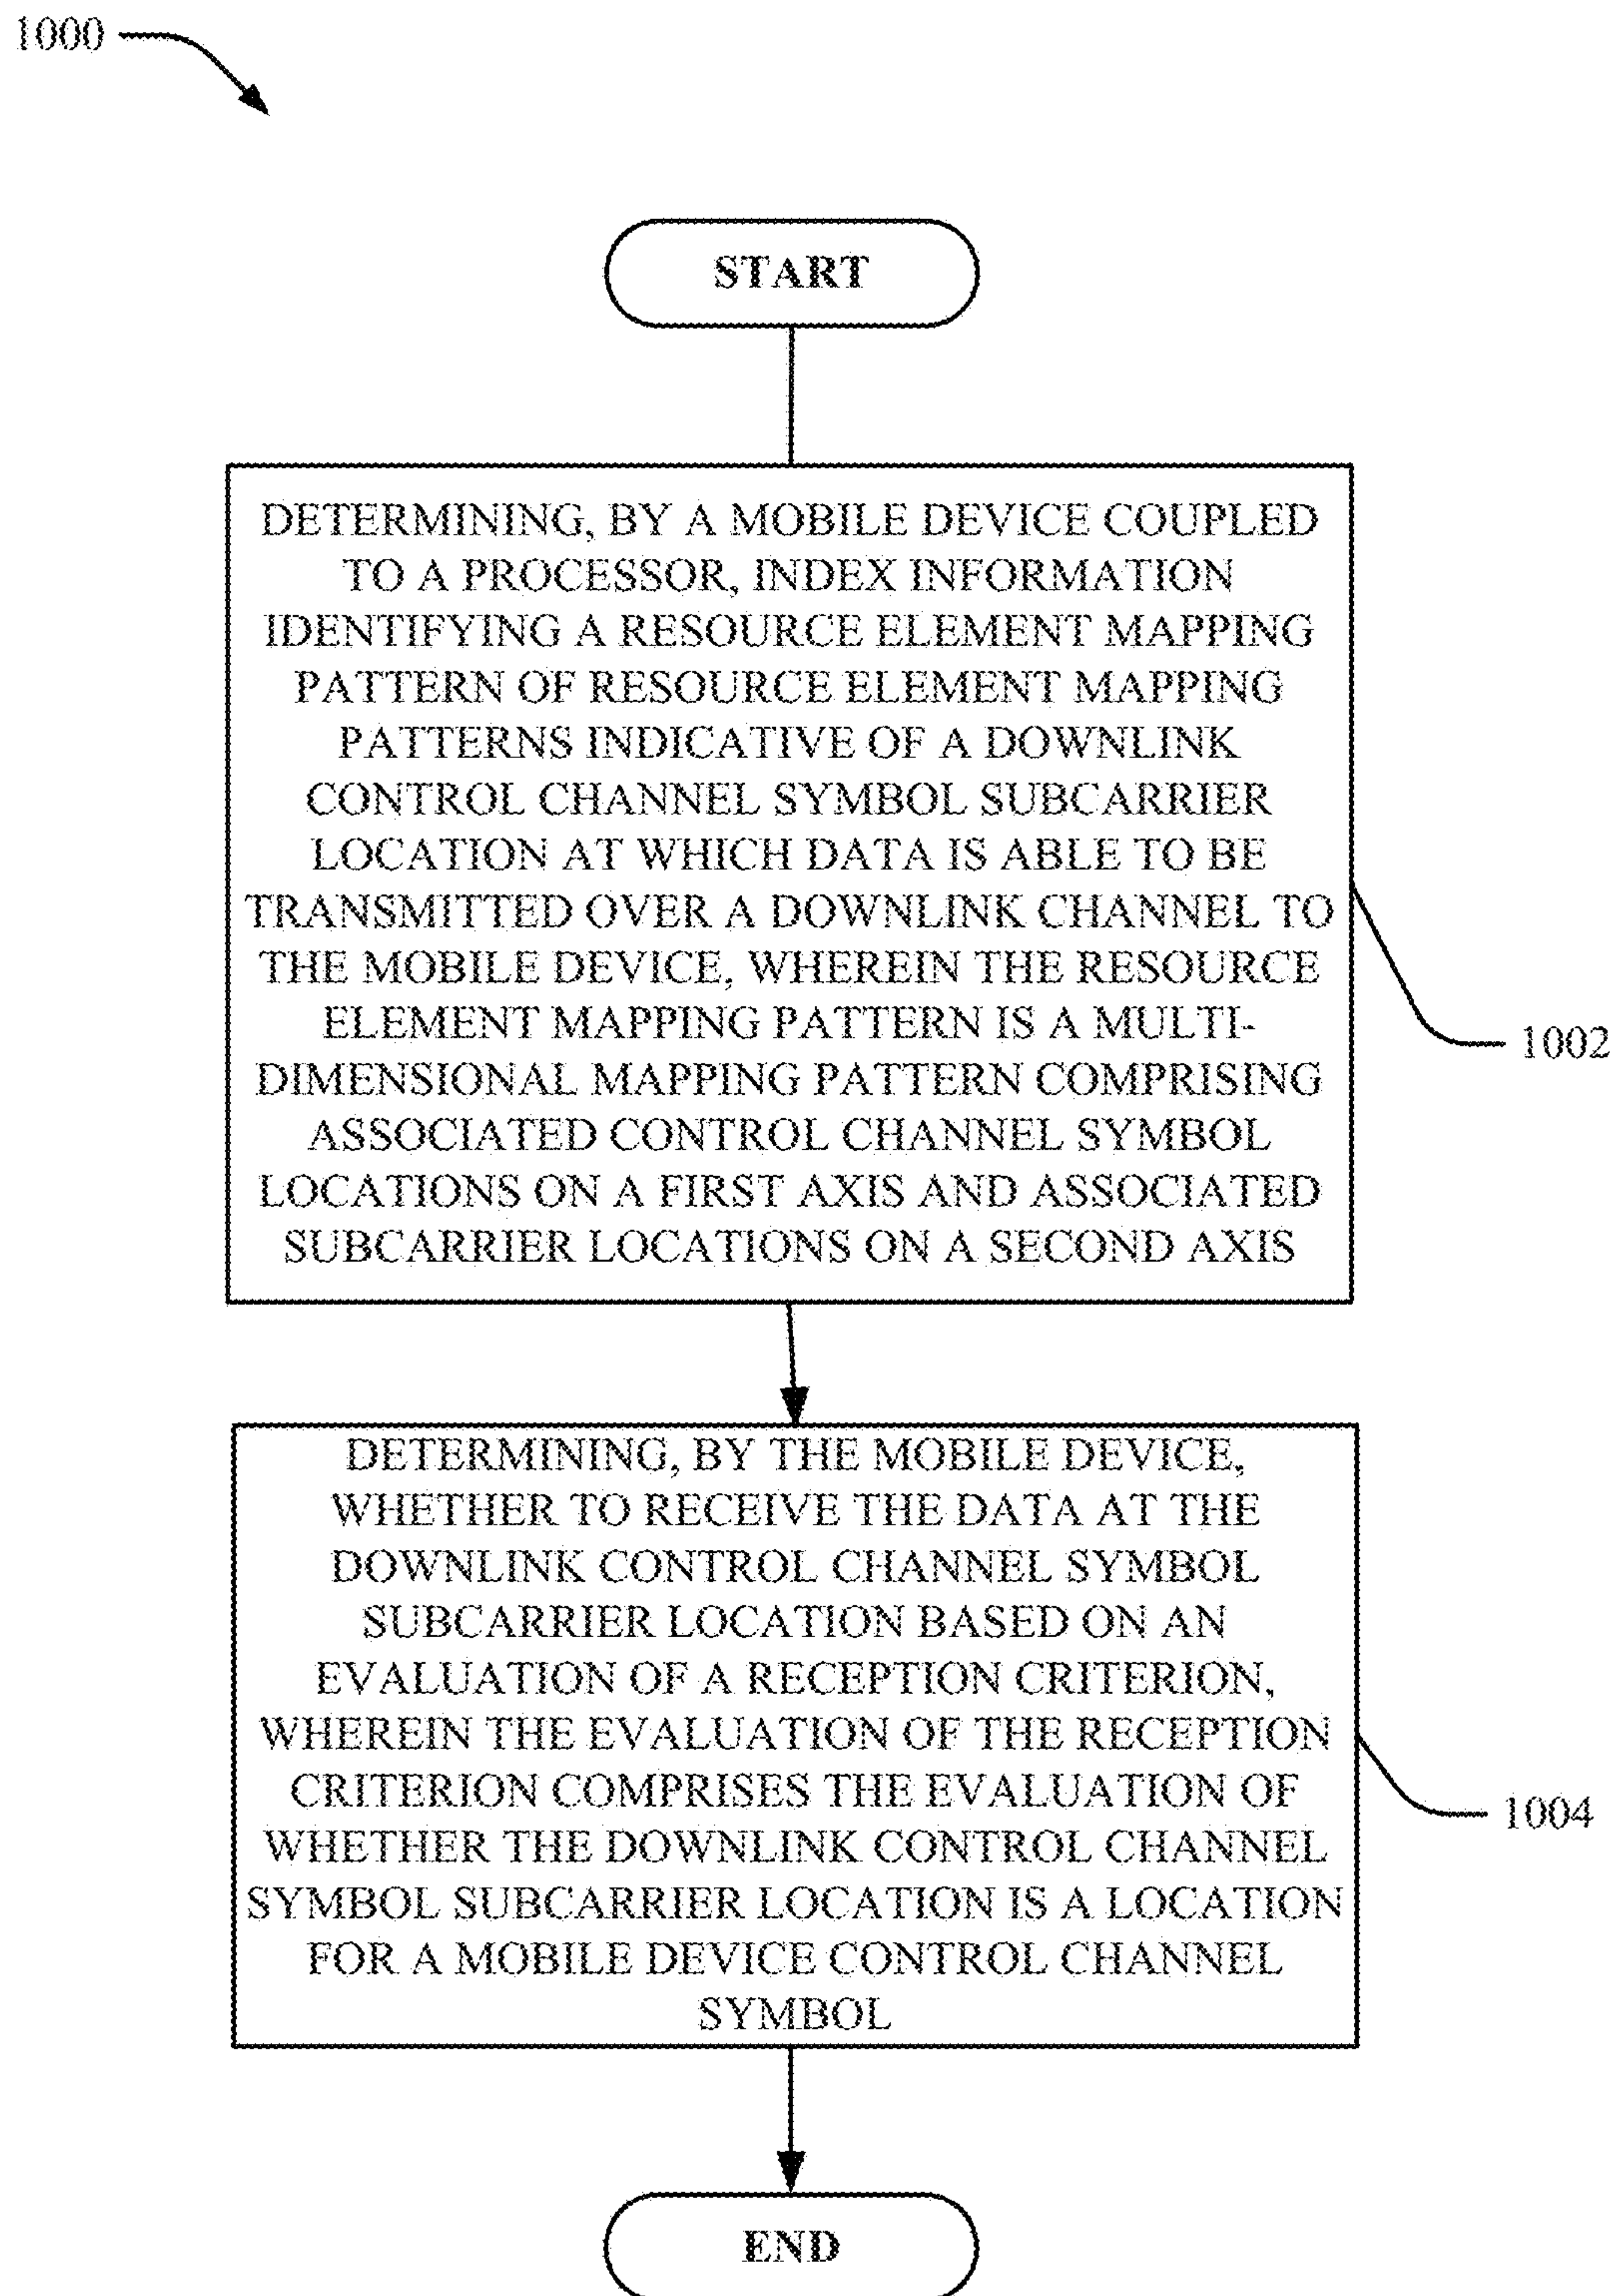 1000
START
DETERMINING, BY A MOBILE DEVICE COUPLED
TO A PROCESSOR, INDEX INFORMATION
IDENTIFYING A RESOURCE ELEMENT MAPPING
PATTERN OF RESOURCE ELEMENT MAPPING
PATTERNS INDICATIVE OF A DOWNLINK
CONTROL CHANNEL SYMBOL SUBCARRIER
LOCATION AT WHICH DATA IS ABLE TO BE
TRANSMITTED OVER A DOWNLINK CHANNEL TO
THE MOBILE DEVICE, WHEREIN THE RESOURCE
ELEMENT MAPPING PATTERN IS A MULTI-
DIMENSIONAL MAPPING PATTERN COMPRISING
ASSOCIATED CONTROL CHANNEL SYMBOL
LOCATIONS ON A FIRST AXIS AND ASSOCIATED
SUBCARRIER LOCATIONS ON A SECOND AXIS
1002
DETERMINING, BY THE MOBILE DEVICE,
WHETHER TO RECEIVE THE DATA AT THE
DOWNLINK CONTROL CHANNEL SYMBOL
SUBCARRIER LOCATION BASED ON AN
EVALUATION OF A RECEPTION CRITERION,
WHEREIN THE EVALUATION OF THE RECEPTION
CRITERION COMPRISES THE EVALUATION OF
WHETHER THE DOWNLINK CONTROL CHANNEL
SYMBOL SUBCARRIER LOCATION IS A LOCATION
FOR A MOBILE DEVICE CONTROL CHANNEL
SYMBOL
1004
END